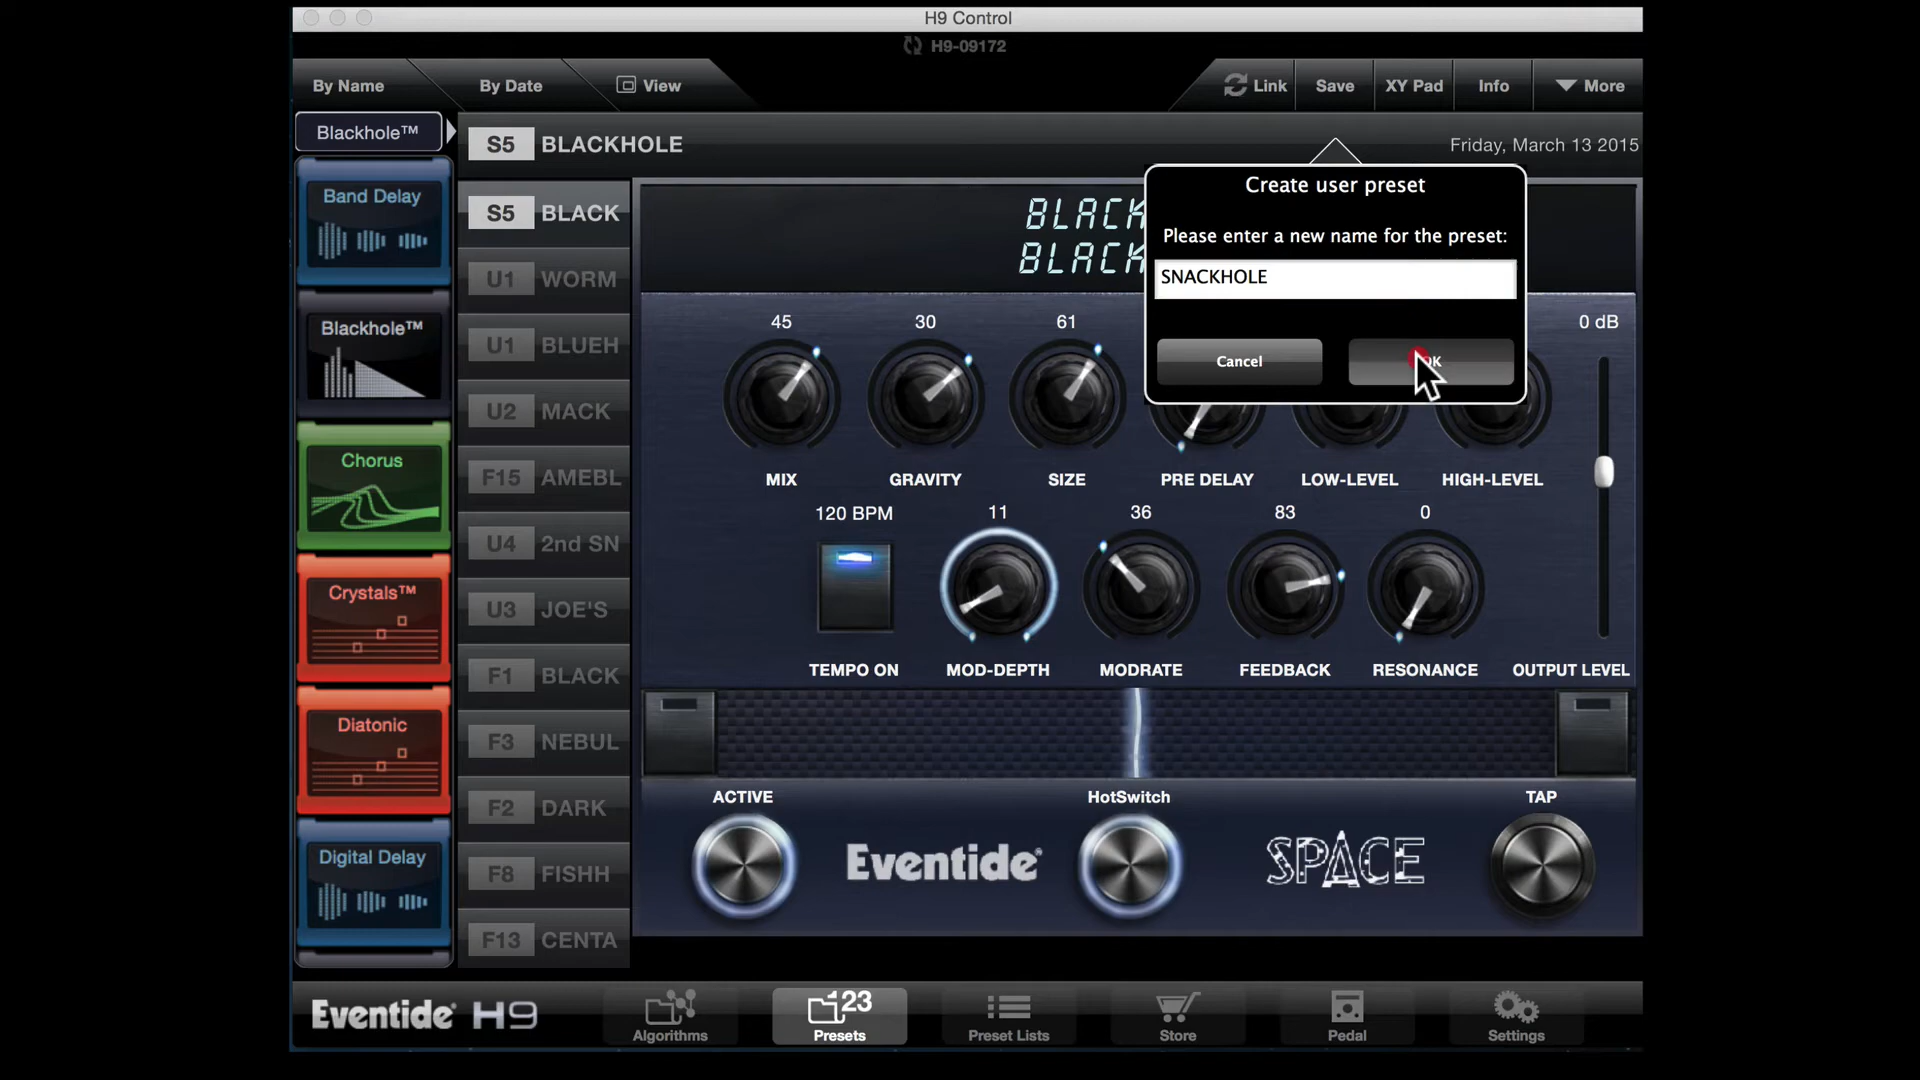 H9 Control
H9-09172
By Name
By Date
View
Link
Save
XY Pad
Info
More
Blackhole™
S5 BLACKHOLE
Friday, March 13 2015
Create user preset
Please enter a new name for the preset:
SNACKHOLE
Cancel
OK
Band Delay
Blackhole™
Chorus
Crystals™
Diatonic
Digital Delay
S5 BLACK
U1 WORM
U1 BLUEH
U2 MACK
F15 AMEBL
U4 2nd SN
U3 JOE'S
F1 BLACK
F3 NEBUL
F2 DARK
F8 FISHH
F13 CENTA
BLACK
BLACK
45 30 61 0 dB
MIX GRAVITY SIZE PRE DELAY LOW-LEVEL HIGH-LEVEL
120 BPM 11 36 83 0
TEMPO ON MOD-DEPTH MODRATE FEEDBACK RESONANCE OUTPUT LEVEL
ACTIVE HotSwitch TAP
Eventide® SPACE
Eventide® H9
123
Algorithms Presets Preset Lists Store Pedal Settings